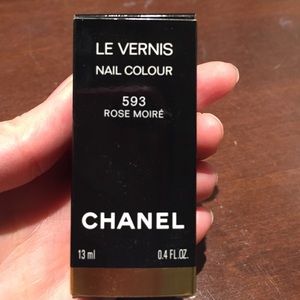 LE VERNIS
NAIL COLOUR
593
ROSE MOIRÉ
CHANEL
13 ml 0.4 FL.OZ.